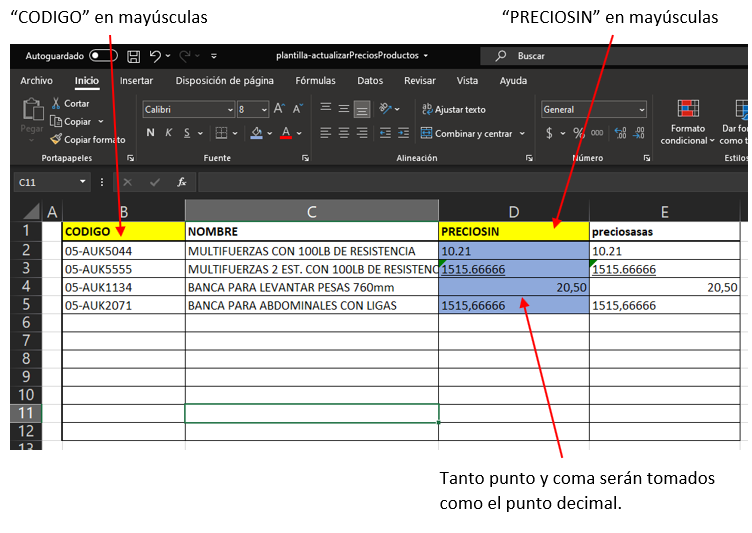 “CODIGO” en mayúsculas
“PRECIOSIN” en mayúsculas
Autoguardado
plantilla-actualizarPreciosProductos
Buscar
Archivo Inicio Insertar Disposición de página Fórmulas Datos Revisar Vista Ayuda
Pegar
Cortar
Copiar
Copiar formato
Portapapeles
Calibri 8 A A
N K S A
Fuente
ab Ajustar texto
Combinar y centrar
Alineación
General
$ % 000
Número
Formato
condicional
Dar for
como t
Estilos
C11 fx
A B C D E
1 CODIGO NOMBRE PRECIOSIN preciosasas
2 05-AUK5044 MULTIFUERZAS CON 100LB DE RESISTENCIA 10.21 10.21
3 05-AUK5555 MULTIFUERZAS 2 EST. CON 100LB DE RESISTENC 1515.66666 1515.66666
4 05-AUK1134 BANCA PARA LEVANTAR PESAS 760mm 20,50 20,50
5 05-AUK2071 BANCA PARA ABDOMINALES CON LIGAS 1515,66666 1515,66666
6
7
8
9
10
11
12
13
Tanto punto y coma serán tomados
como el punto decimal.